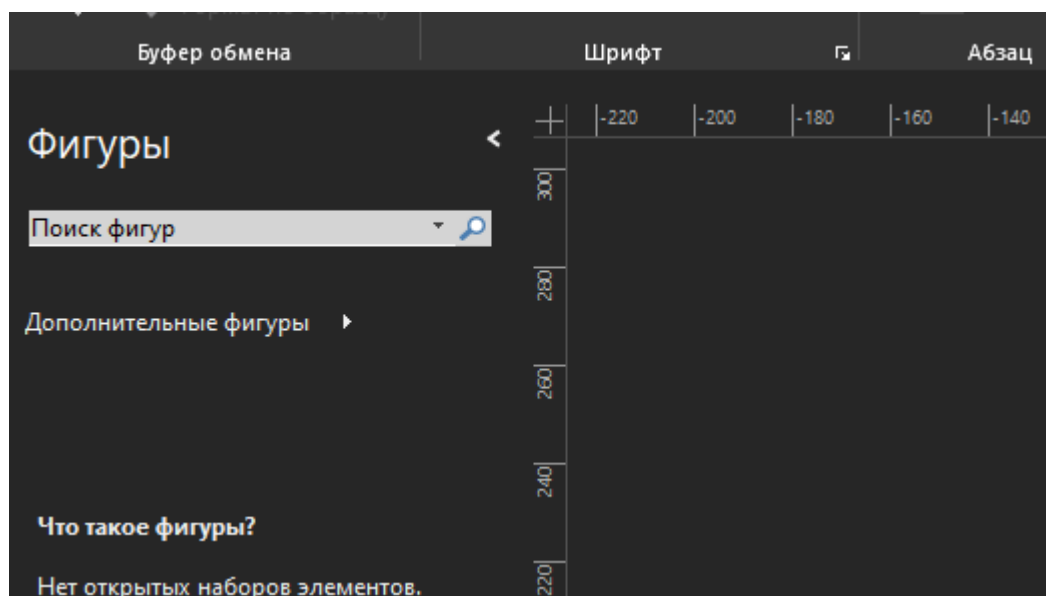 Буфер обмена
Шрифт
Абзац
Фигуры
-220 -200 -180 -160 -140
Поиск фигур
Дополнительные фигуры
Что такое фигуры?
Нет открытых наборов элементов.
300
280
260
240
220